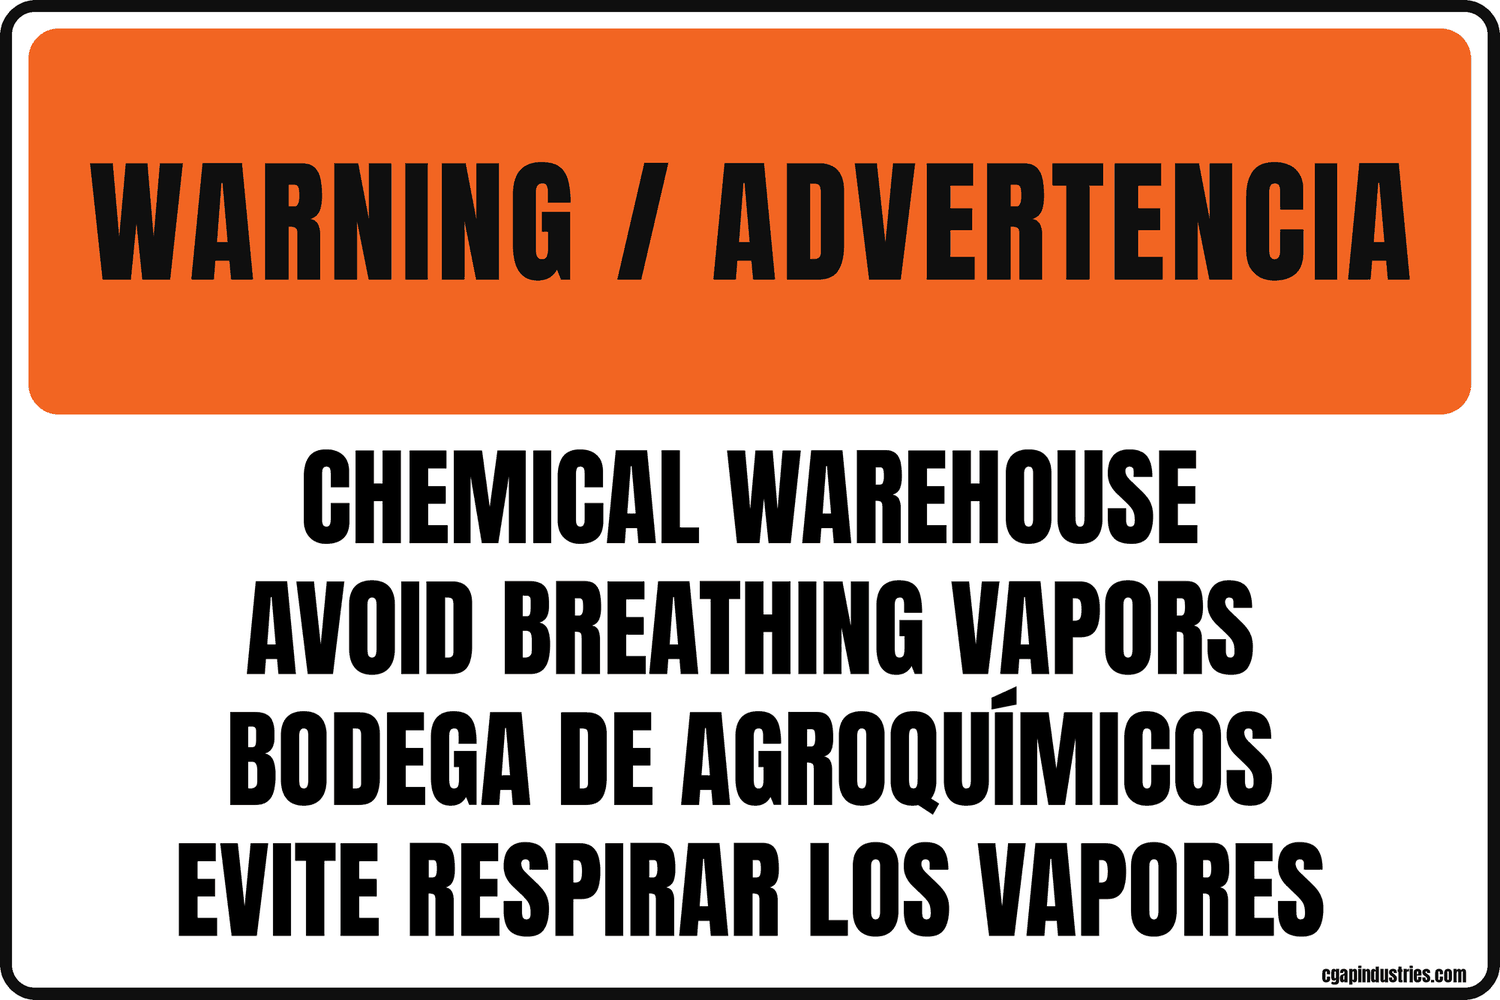 WARNING / ADVERTENCIA
CHEMICAL WAREHOUSE
AVOID BREATHING VAPORS
BODEGA DE AGROQUÍMICOS
EVITE RESPIRAR LOS VAPORES
cgapindustries.com